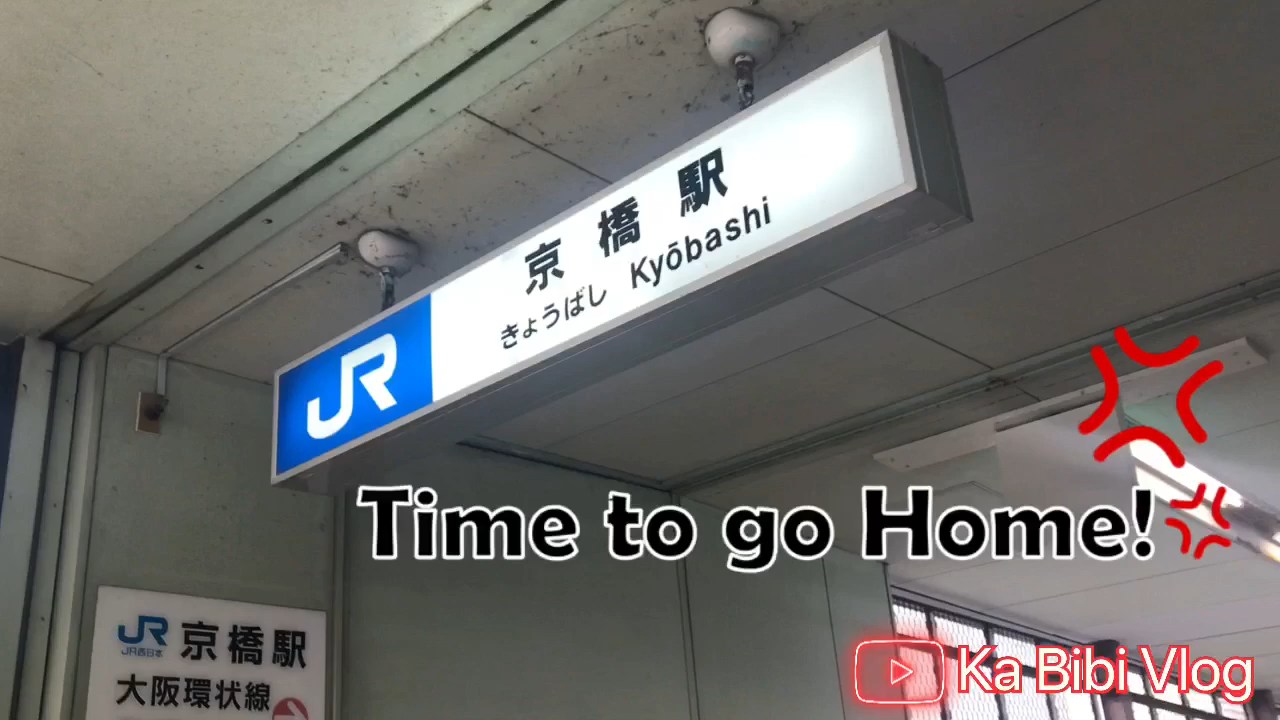 JR
京橋駅
きょうばし Kyōbashi
Time to go Home!
JR 京橋駅
JR西日本
大阪環状線
Ka Bibi Vlog